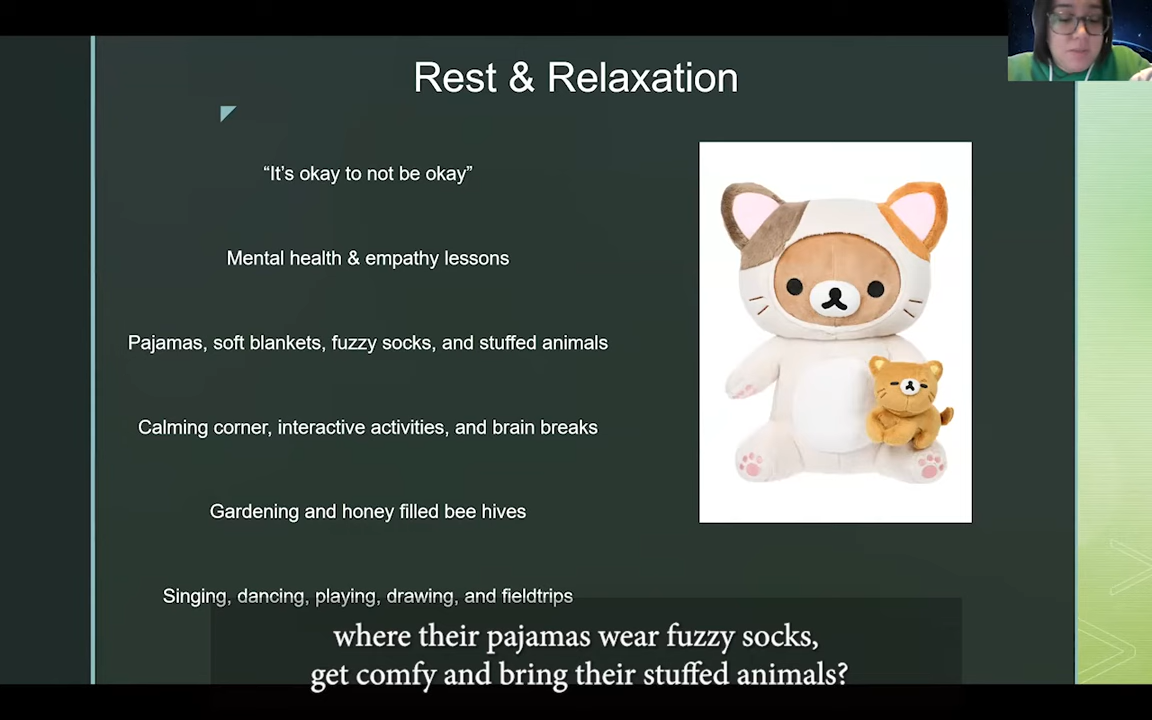 Rest & Relaxation
“It’s okay to not be okay”
Mental health & empathy lessons
Pajamas, soft blankets, fuzzy socks, and stuffed animals
Calming corner, interactive activities, and brain breaks
Gardening and honey filled bee hives
Singing, dancing, playing, drawing, and fieldtrips
where their pajamas wear fuzzy socks,
get comfy and bring their stuffed animals?